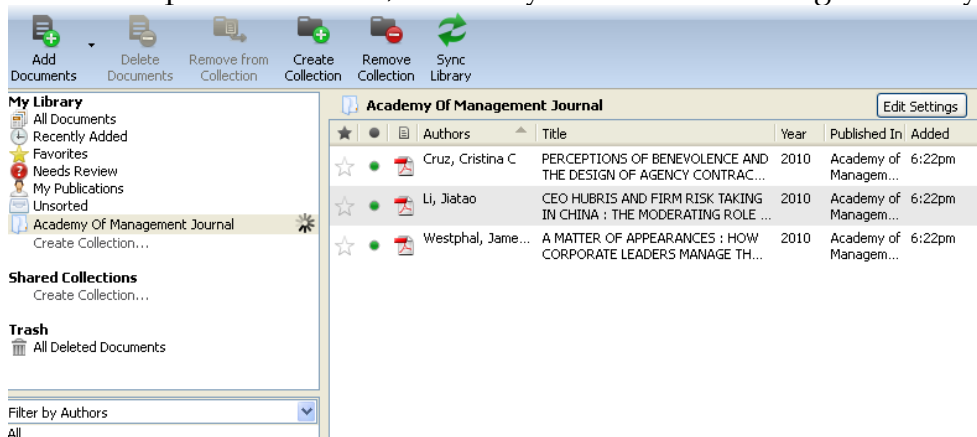 Add Documents
Delete Documents
Remove from Collection
Create Collection
Remove Collection
Sync Library
My Library
All Documents
Recently Added
Favorites
Needs Review
My Publications
Unsorted
Academy Of Management Journal
Create Collection...
Shared Collections
Create Collection...
Trash
All Deleted Documents
Filter by Authors
All
Academy Of Management Journal
Edit Settings
Authors Title Year Published In Added
Cruz, Cristina C PERCEPTIONS OF BENEVOLENCE AND 2010 Academy of 6:22pm
THE DESIGN OF AGENCY CONTRAC... Managem...
Li, Jiatao CEO HUBRIS AND FIRM RISK TAKING 2010 Academy of 6:22pm
IN CHINA : THE MODERATING ROLE ... Managem...
Westphal, Jame... A MATTER OF APPEARANCES : HOW 2010 Academy of 6:22pm
CORPORATE LEADERS MANAGE TH... Managem...